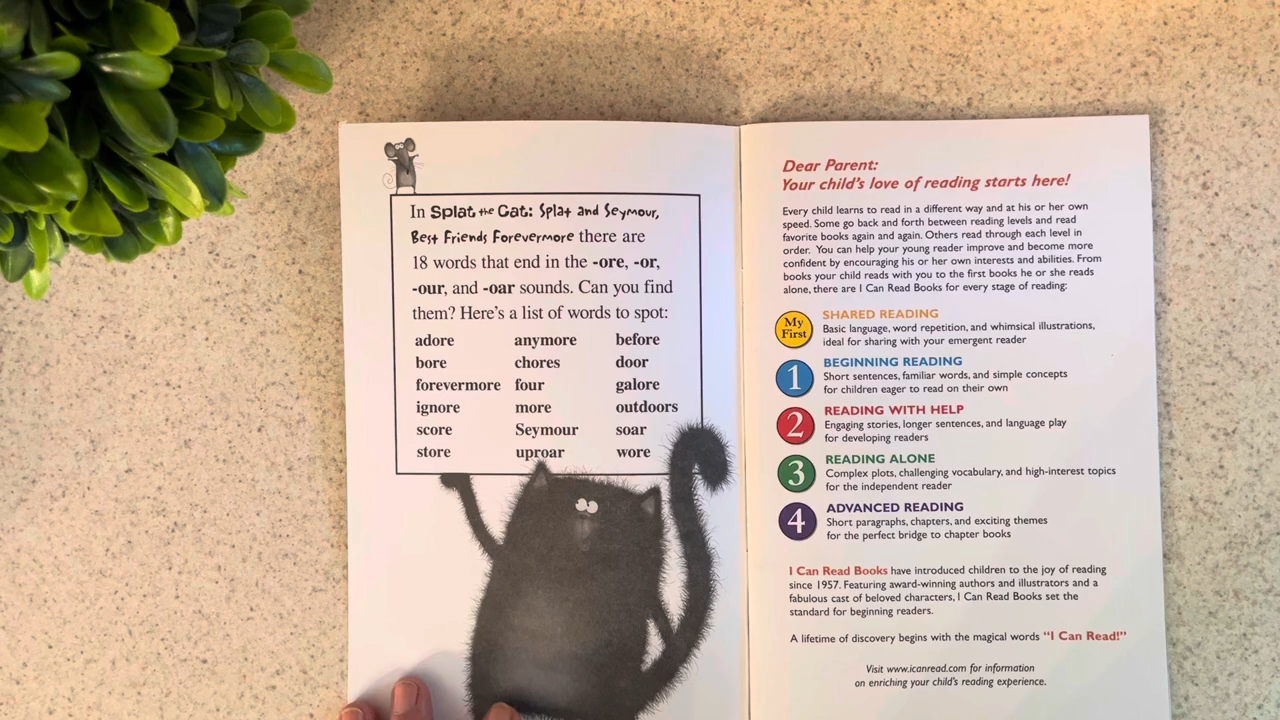 In Splat the Cat: Splat and Seymour,
Best Friends Forevermore there are
18 words that end in the -ore, -or,
-our, and -oar sounds. Can you find
them? Here's a list of words to spot:
adore anymore before
bore chores door
forevermore four galore
ignore more outdoors
score Seymour soar
store uproar wore
Dear Parent:
Your child's love of reading starts here!
Every child learns to read in a different way and at his or her own
speed. Some go back and forth between reading levels and read
favorite books again and again. Others read through each level in
order. You can help your young reader improve and become more
confident by encouraging his or her own interests and abilities. From
books your child reads with you to the first books he or she reads
alone, there are I Can Read Books for every stage of reading:
My
First
SHARED READING
Basic language, word repetition, and whimsical illustrations,
ideal for sharing with your emergent reader
1
BEGINNING READING
Short sentences, familiar words, and simple concepts
for children eager to read on their own
2
READING WITH HELP
Engaging stories, longer sentences, and language play
for developing readers
3
READING ALONE
Complex plots, challenging vocabulary, and high-interest topics
for the independent reader
4
ADVANCED READING
Short paragraphs, chapters, and exciting themes
for the perfect bridge to chapter books
I Can Read Books have introduced children to the joy of reading
since 1957. Featuring award-winning authors and illustrators and a
fabulous cast of beloved characters, I Can Read Books set the
standard for beginning readers.
A lifetime of discovery begins with the magical words "I Can Read!"
Visit www.icanread.com for information
on enriching your child's reading experience.